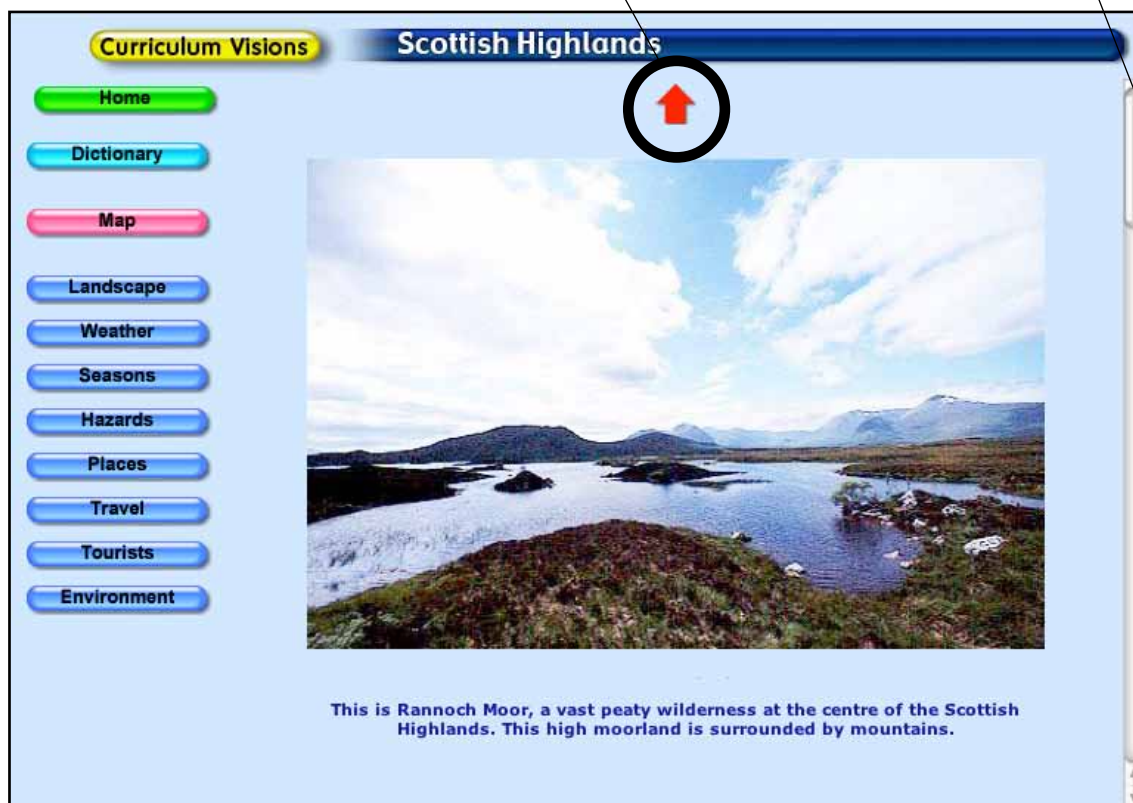 Curriculum Visions
Scottish Highlands
Home
Dictionary
Map
Landscape
Weather
Seasons
Hazards
Places
Travel
Tourists
Environment
This is Rannoch Moor, a vast peaty wilderness at the centre of the Scottish
Highlands. This high moorland is surrounded by mountains.